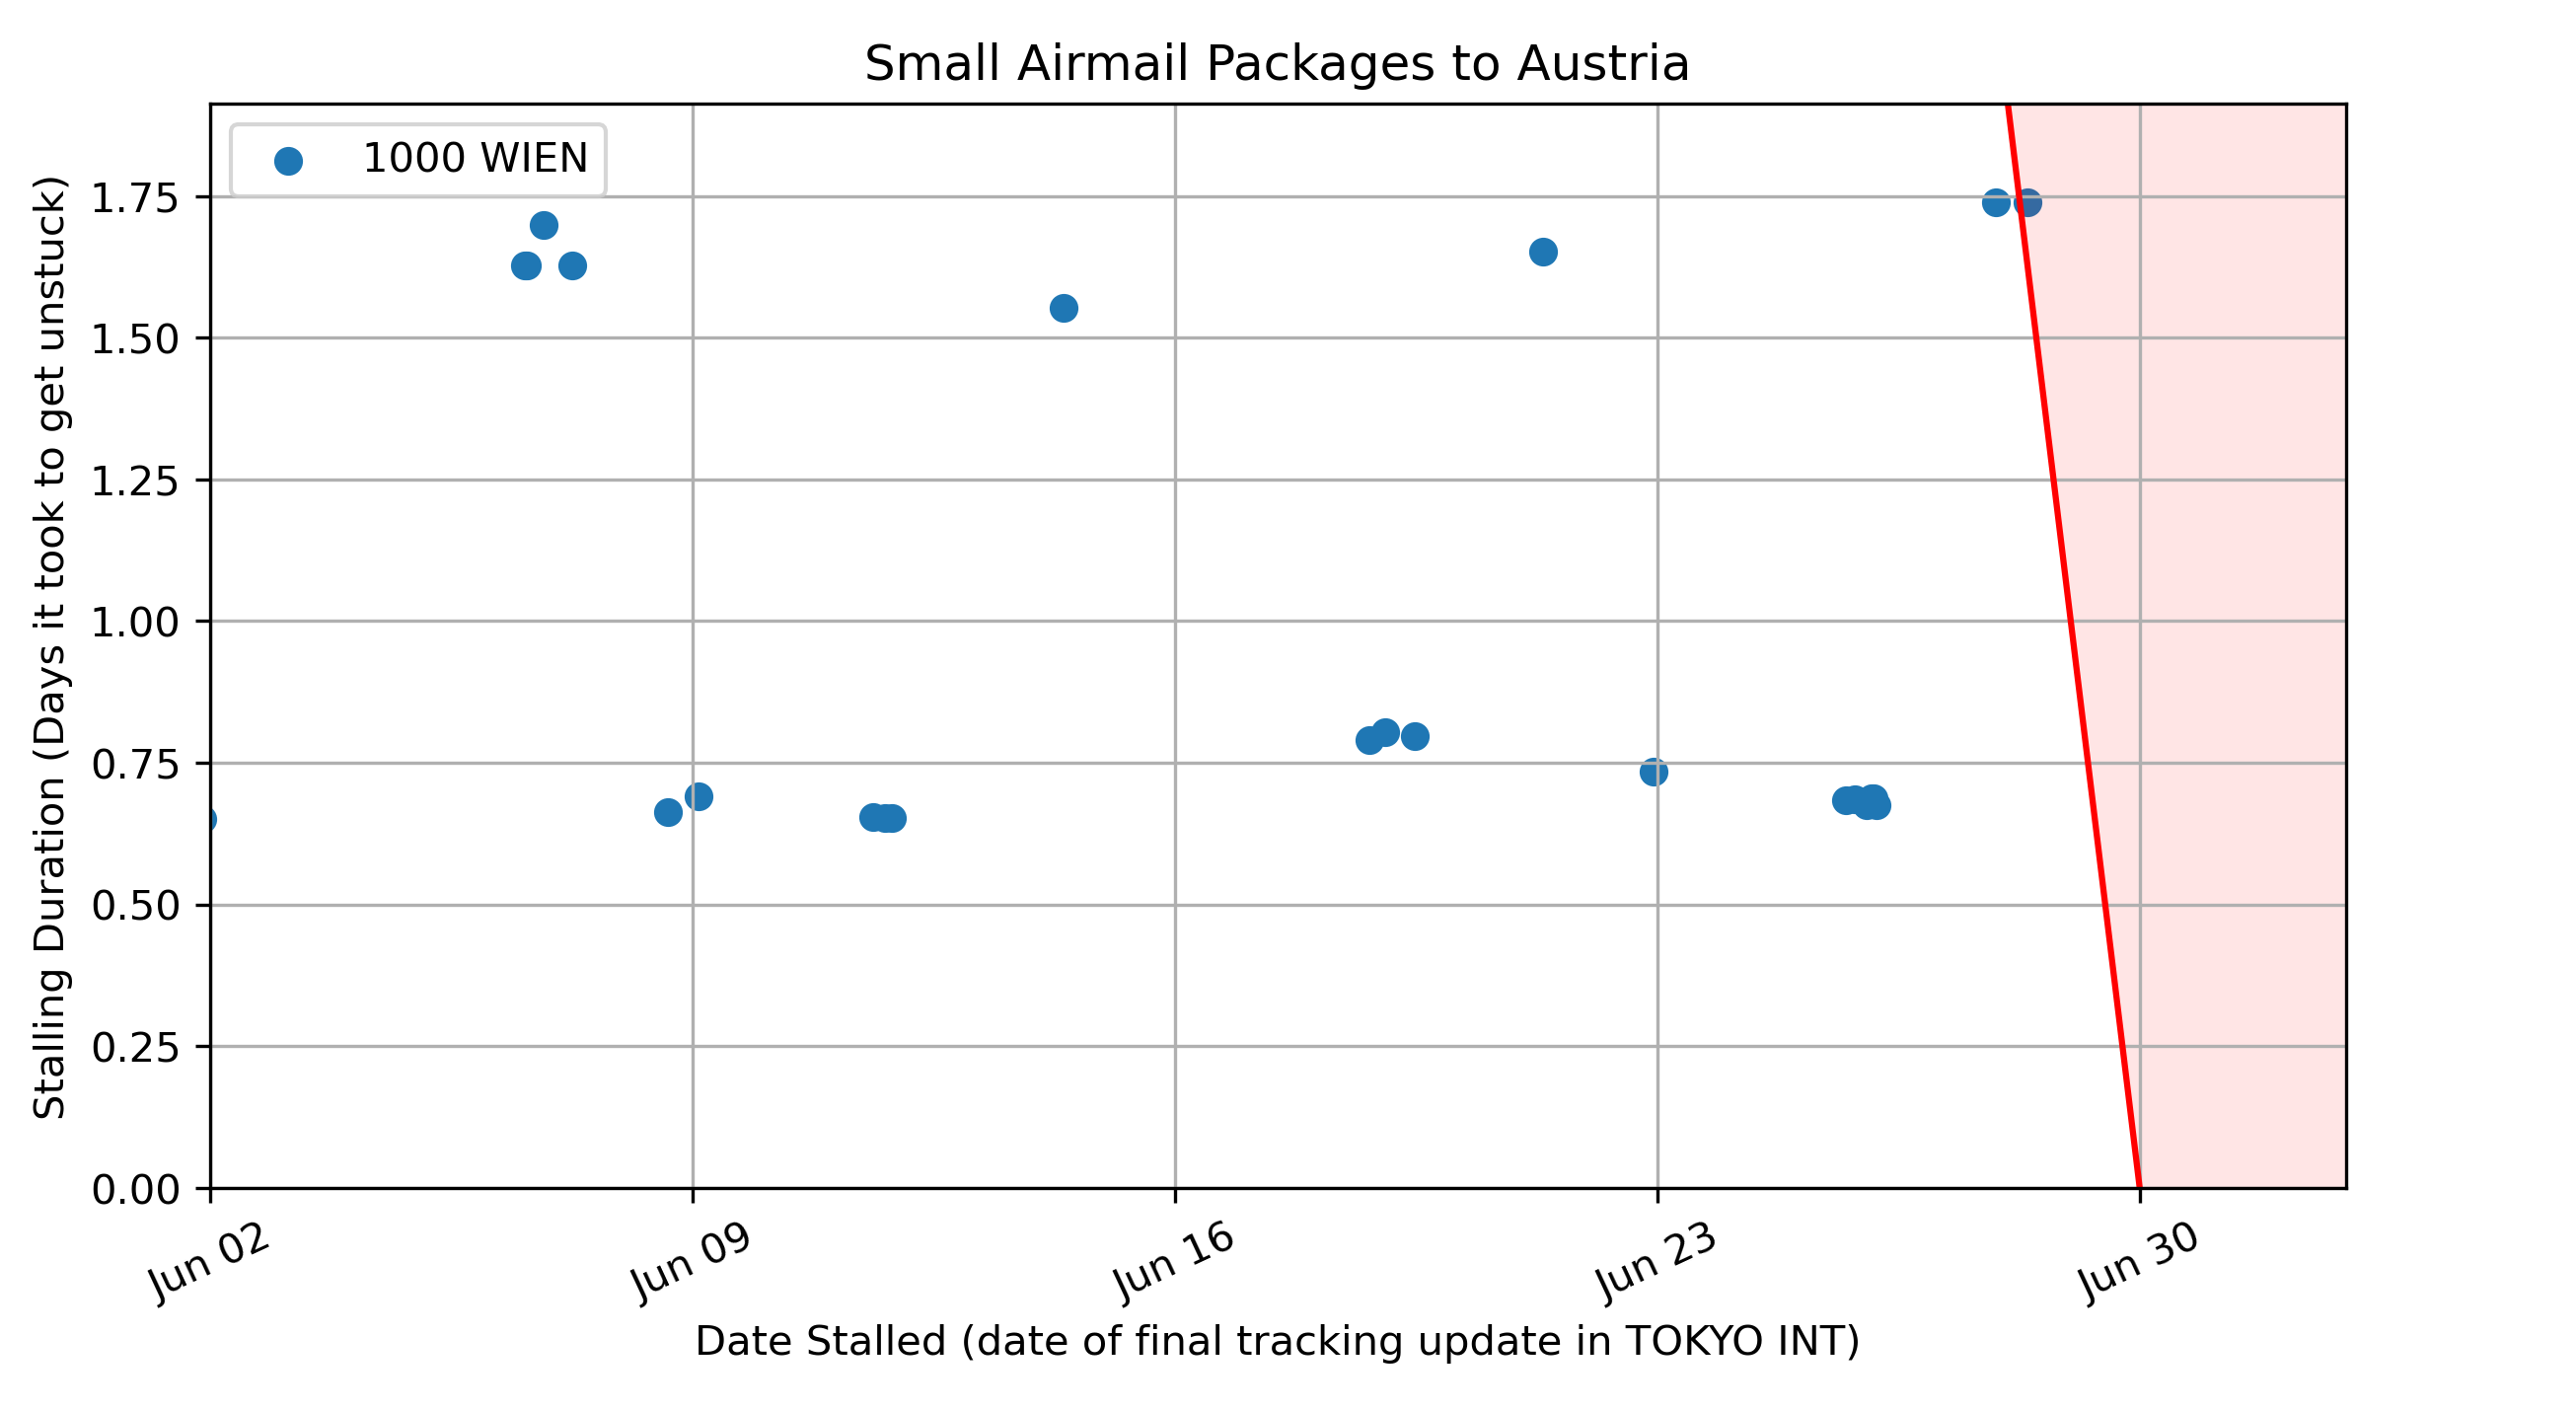 Small Airmail Packages to Austria
1000 WIEN
Stalling Duration (Days it took to get unstuck)
1.75
1.50
1.25
1.00
0.75
0.50
0.25
0.00
Jun 02
Jun 09
Jun 16
Jun 23
Jun 30
Date Stalled (date of final tracking update in TOKYO INT)